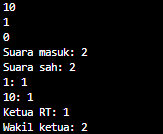 10
1
0
Suara masuk: 2
Suara sah: 2
1: 1
10: 1
Ketua RT: 1
Wakil ketua: 2